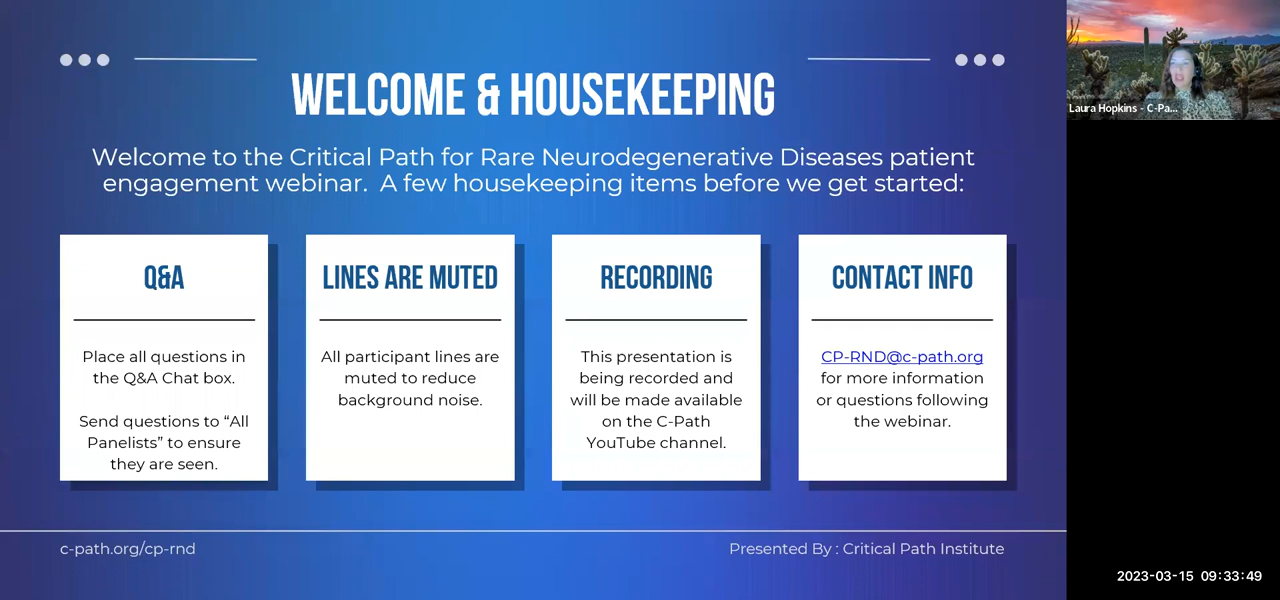 WELCOME & HOUSEKEEPING
Welcome to the Critical Path for Rare Neurodegenerative Diseases patient
engagement webinar. A few housekeeping items before we get started:
Q&A
Place all questions in
the Q&A Chat box.
Send questions to “All
Panelists” to ensure
they are seen.
LINES ARE MUTED
All participant lines are
muted to reduce
background noise.
RECORDING
This presentation is
being recorded and
will be made available
on the C-Path
YouTube channel.
CONTACT INFO
CP-RND@c-path.org
for more information
or questions following
the webinar.
c-path.org/cp-rnd
Presented By : Critical Path Institute
Laura Hopkins - C-Pa...
2023-03-15 09:33:49